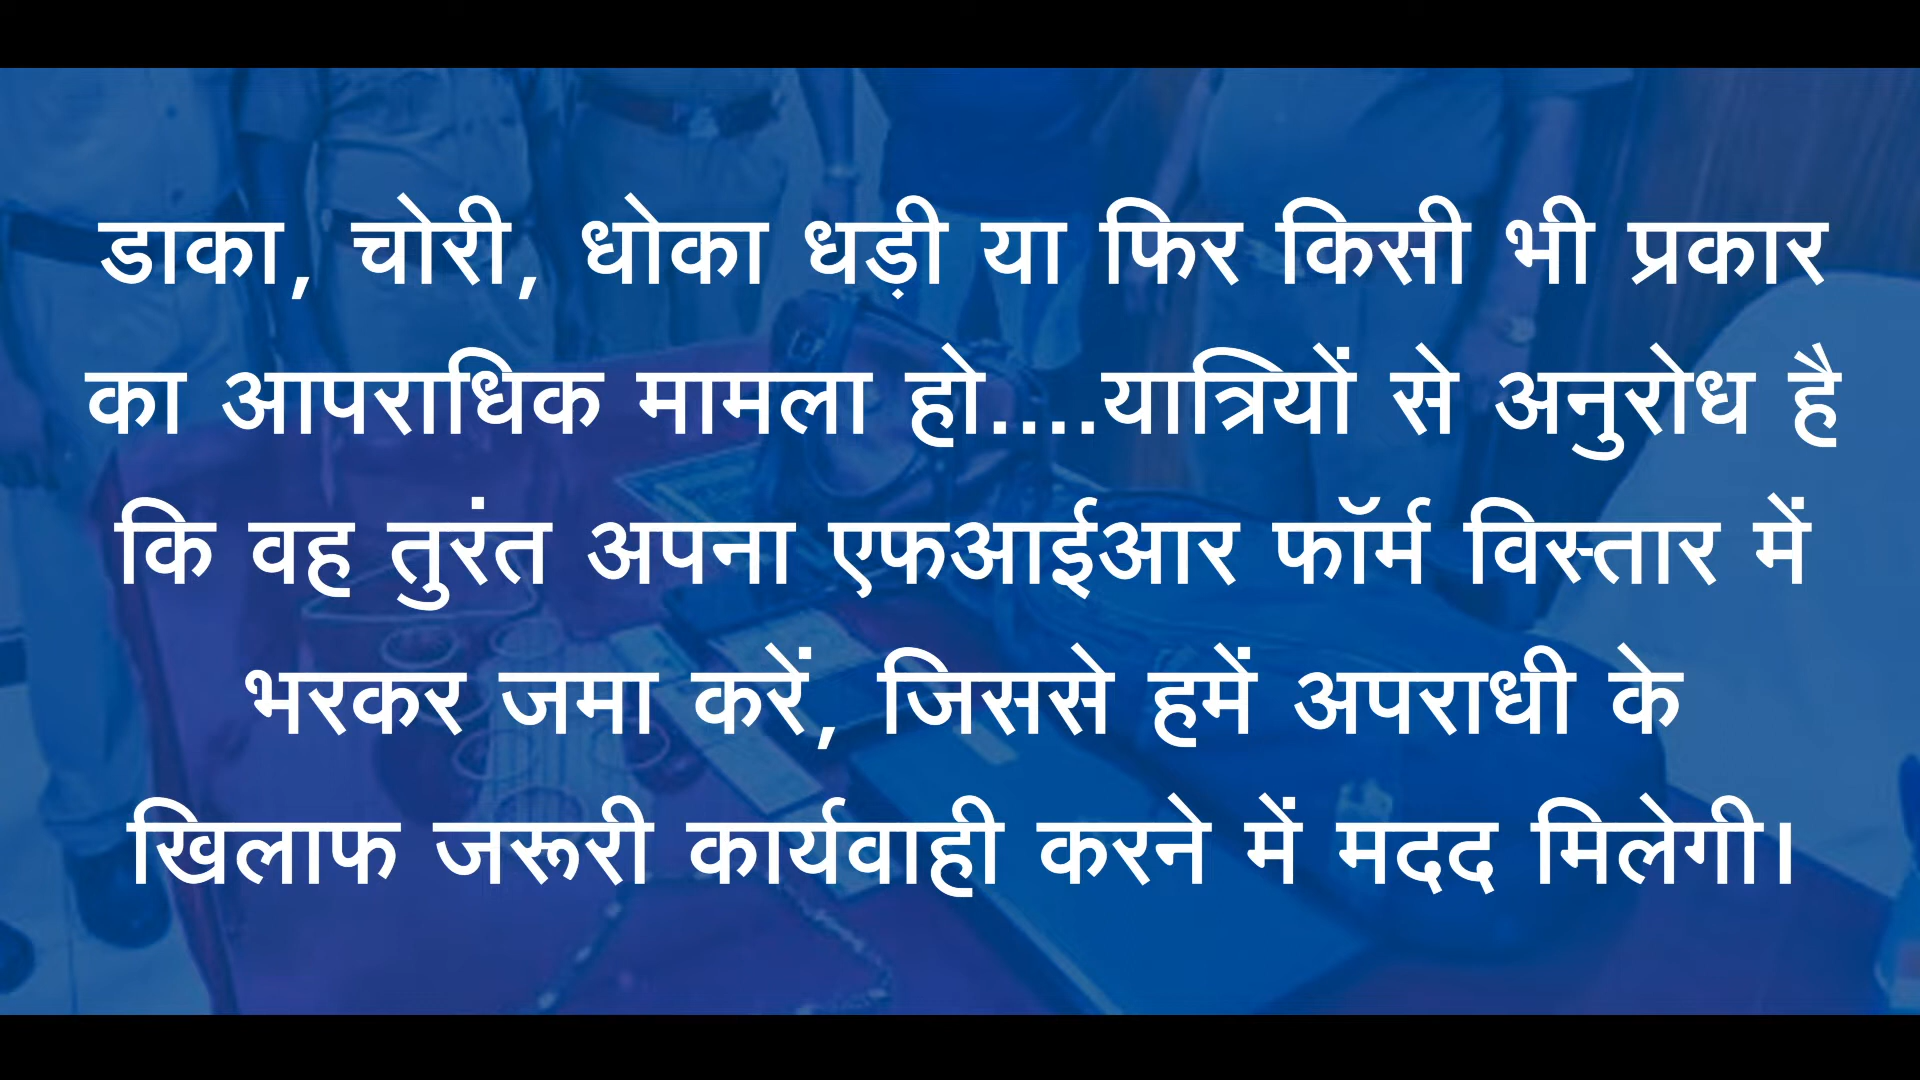 डाका, चोरी, धोका धड़ी या फिर किसी भी प्रकार
का आपराधिक मामला हो....यात्रियों से अनुरोध है
कि वह तुरंत अपना एफआईआर फॉर्म विस्तार में
भरकर जमा करें, जिससे हमें अपराधी के
खिलाफ जरूरी कार्यवाही करने में मदद मिलेगी।